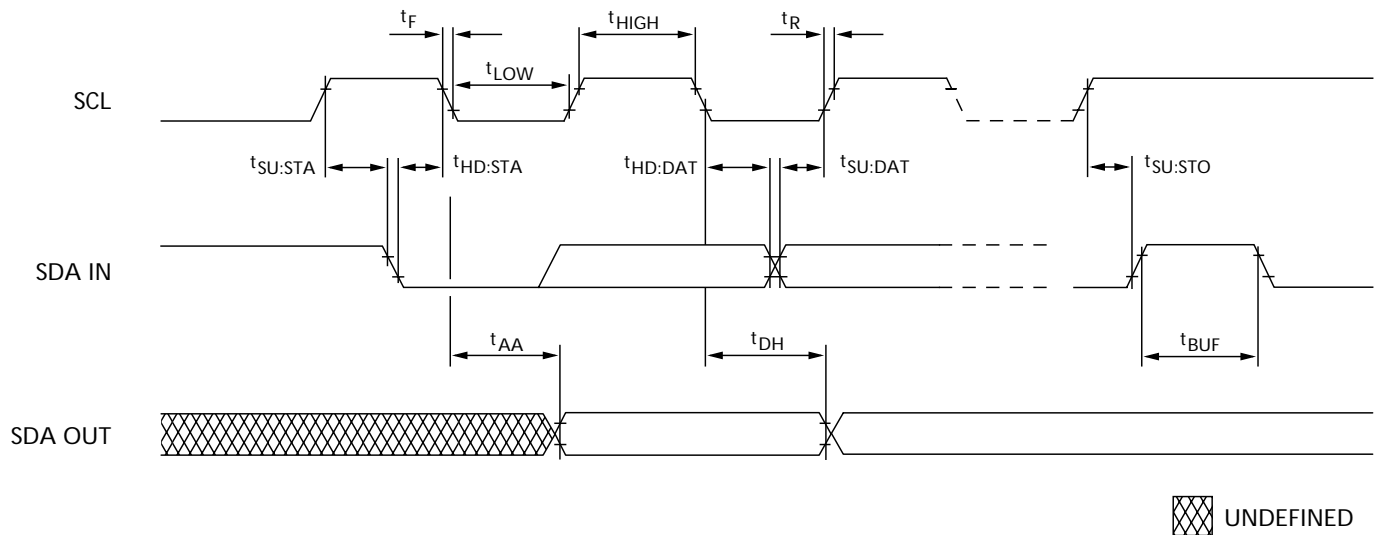 tF
tHIGH
tR
tLOW
SCL
tSU:STA
tHD:STA
tHD:DAT
tSU:DAT
tSU:STO
SDA IN
tAA
tDH
tBUF
SDA OUT
UNDEFINED